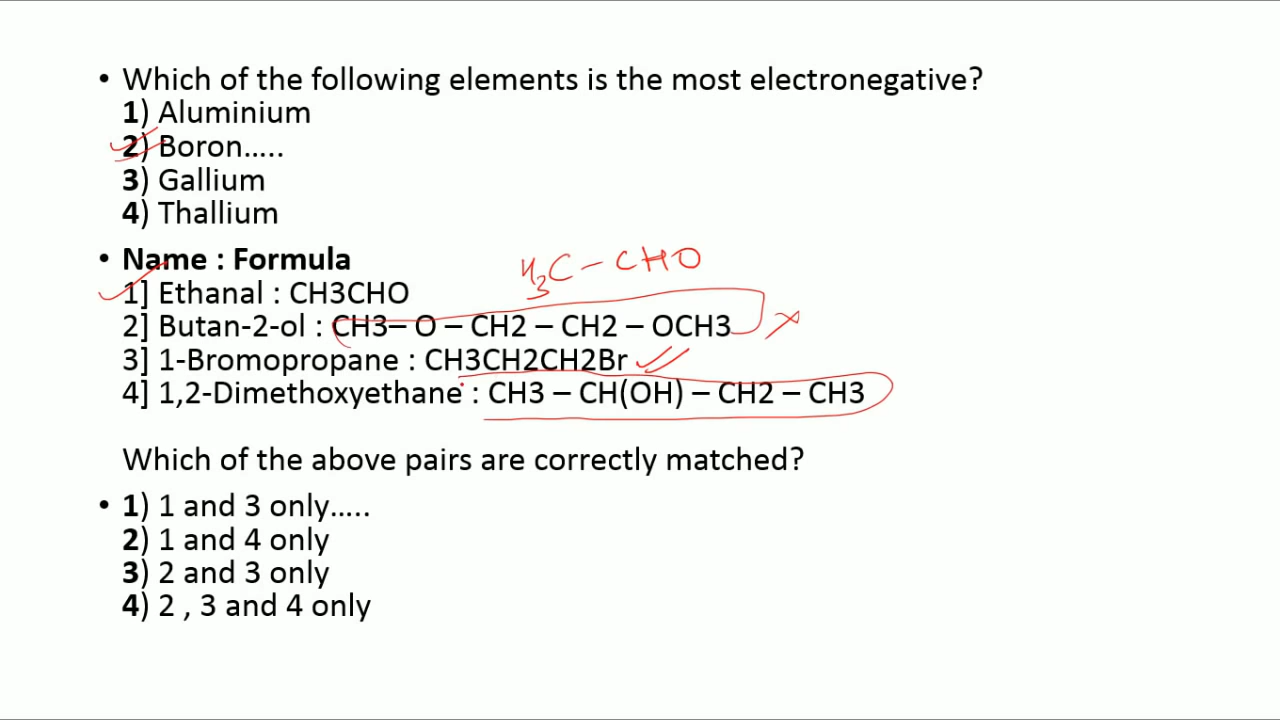 • Which of the following elements is the most electronegative?
1) Aluminium
2) Boron.....
3) Gallium
4) Thallium
• Name : Formula
H3C – CHO
1] Ethanal : CH3CHO
2] Butan-2-ol : CH3– O – CH2 – CH2 – OCH3
3] 1-Bromopropane : CH3CH2CH2Br
4] 1,2-Dimethoxyethane : CH3 – CH(OH) – CH2 – CH3
Which of the above pairs are correctly matched?
• 1) 1 and 3 only.....
2) 1 and 4 only
3) 2 and 3 only
4) 2 , 3 and 4 only